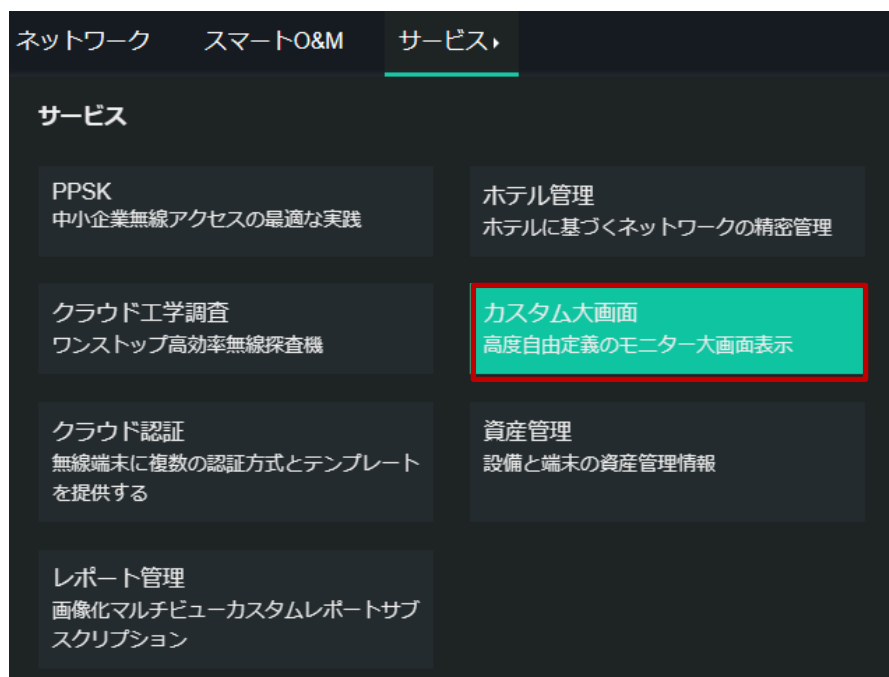 ネットワーク スマートO&M サービス
サービス
PPSK
中小企業無線アクセスの最適な実践
ホテル管理
ホテルに基づくネットワークの精密管理
クラウド工学調査
ワンストップ高効率無線探査機
カスタム大画面
高度自由定義のモニター大画面表示
クラウド認証
無線端末に複数の認証方式とテンプレート
を提供する
資産管理
設備と端末の資産管理情報
レポート管理
画像化マルチビューカスタムレポートサブ
スクリプション